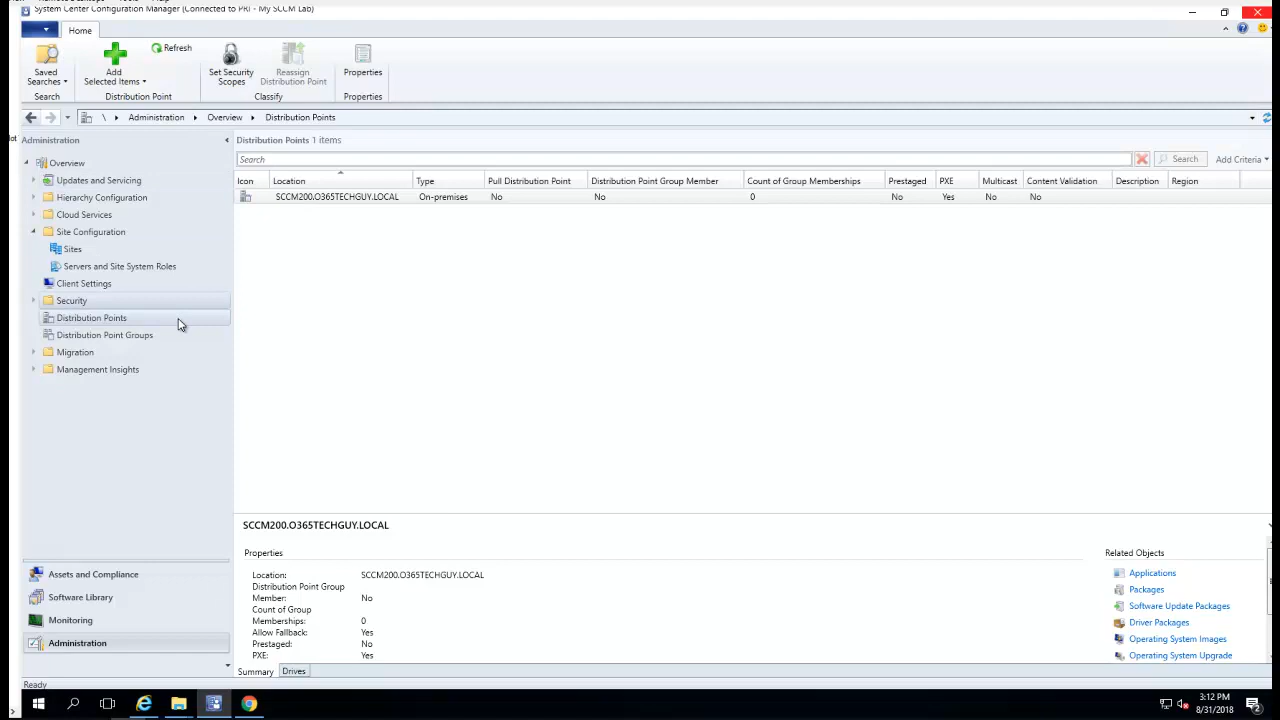 System Center Configuration Manager (Connected to PRI - My SCCM Lab)
Home
Saved Searches
Search
Add Selected Items
Refresh
Distribution Point
Set Security Scopes
Reassign Distribution Point
Classify
Properties
Properties
\ Administration Overview Distribution Points
Administration
Overview
Updates and Servicing
Hierarchy Configuration
Cloud Services
Site Configuration
Sites
Servers and Site System Roles
Client Settings
Security
Distribution Points
Distribution Point Groups
Migration
Management Insights
Assets and Compliance
Software Library
Monitoring
Administration
Distribution Points 1 items
Search
Search
Add Criteria
Icon Location Type Pull Distribution Point Distribution Point Group Member Count of Group Memberships Prestaged PXE Multicast Content Validation Description Region
SCCM200.O365TECHGUY.LOCAL On-premises No No 0 No Yes No No
SCCM200.O365TECHGUY.LOCAL
Properties
Location: SCCM200.O365TECHGUY.LOCAL
Distribution Point Group
Member: No
Count of Group
Memberships: 0
Allow Fallback: Yes
Prestaged: No
PXE: Yes
Related Objects
Applications
Packages
Software Update Packages
Driver Packages
Operating System Images
Operating System Upgrade
Summary Drives
Ready
3:12 PM
8/31/2018
2